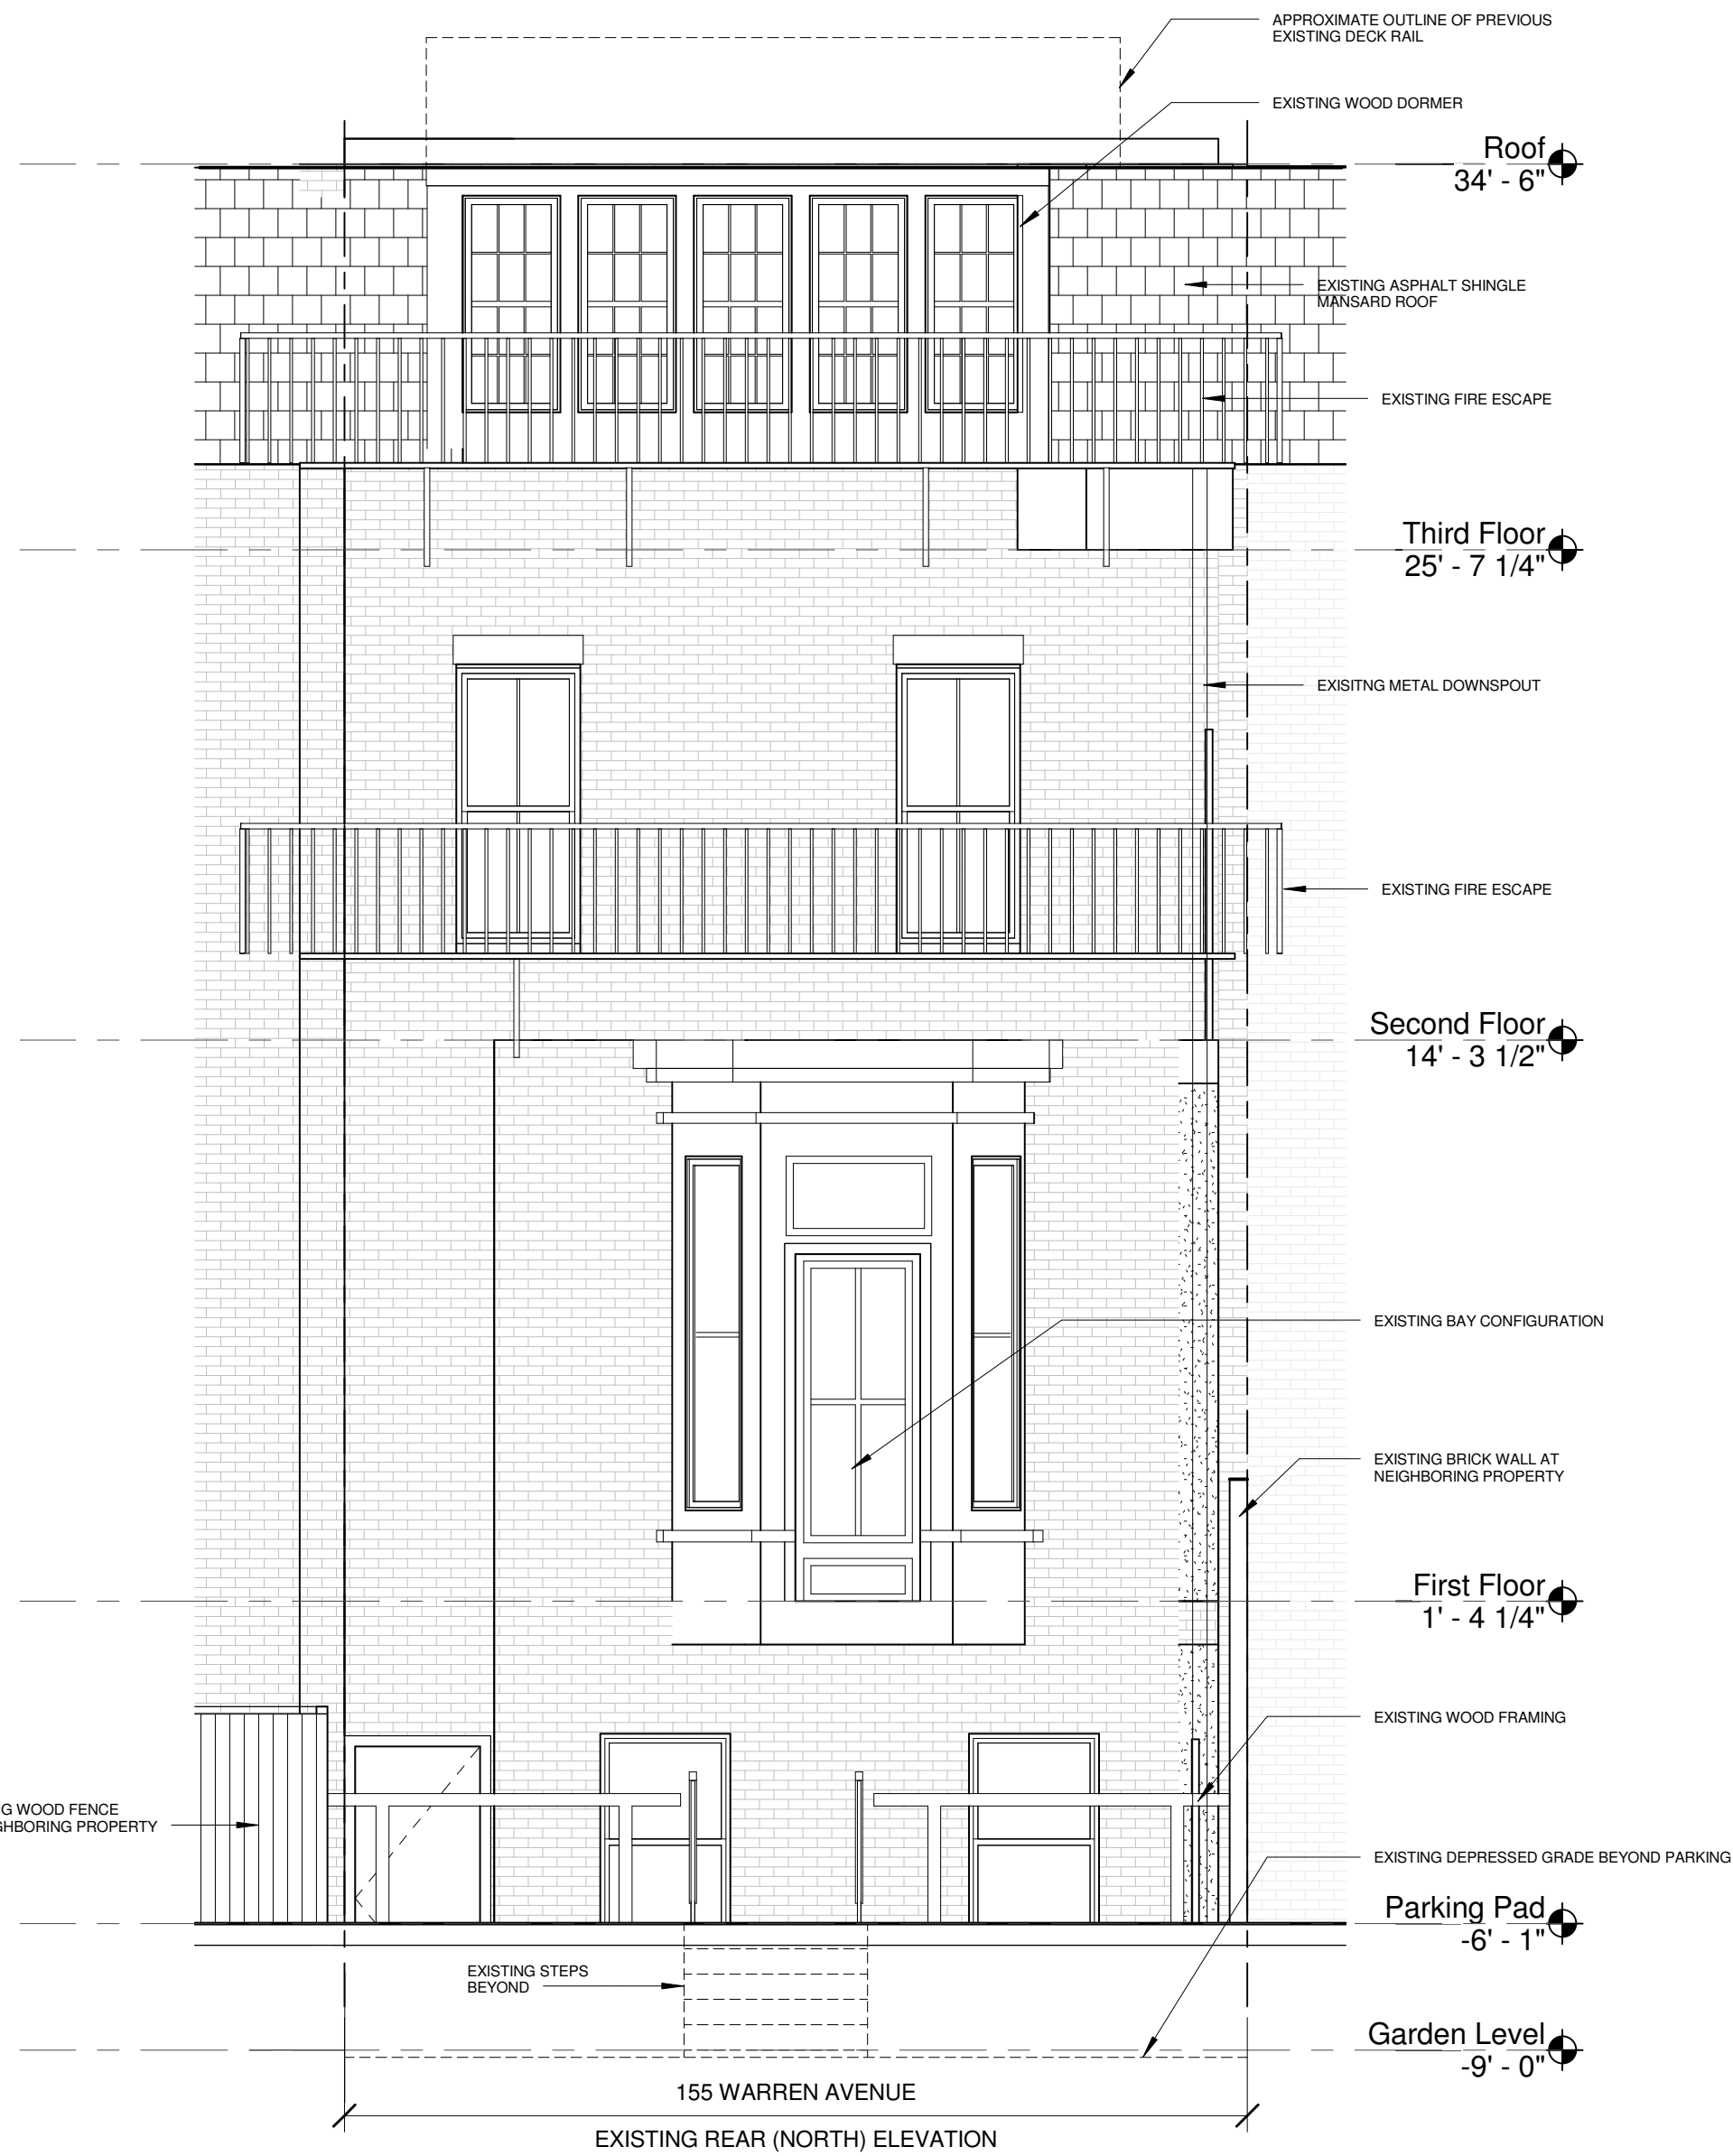 APPROXIMATE OUTLINE OF PREVIOUS
EXISTING DECK RAIL
EXISTING WOOD DORMER
Roof
34' - 6"
EXISTING ASPHALT SHINGLE
MANSARD ROOF
EXISTING FIRE ESCAPE
Third Floor
25' - 7 1/4"
EXISITNG METAL DOWNSPOUT
EXISTING FIRE ESCAPE
Second Floor
14' - 3 1/2"
EXISTING BAY CONFIGURATION
EXISTING BRICK WALL AT
NEIGHBORING PROPERTY
First Floor
1' - 4 1/4"
EXISTING WOOD FRAMING
G WOOD FENCE
GHBORING PROPERTY
EXISTING DEPRESSED GRADE BEYOND PARKING
Parking Pad
-6' - 1"
EXISTING STEPS
BEYOND
Garden Level
-9' - 0"
155 WARREN AVENUE
EXISTING REAR (NORTH) ELEVATION